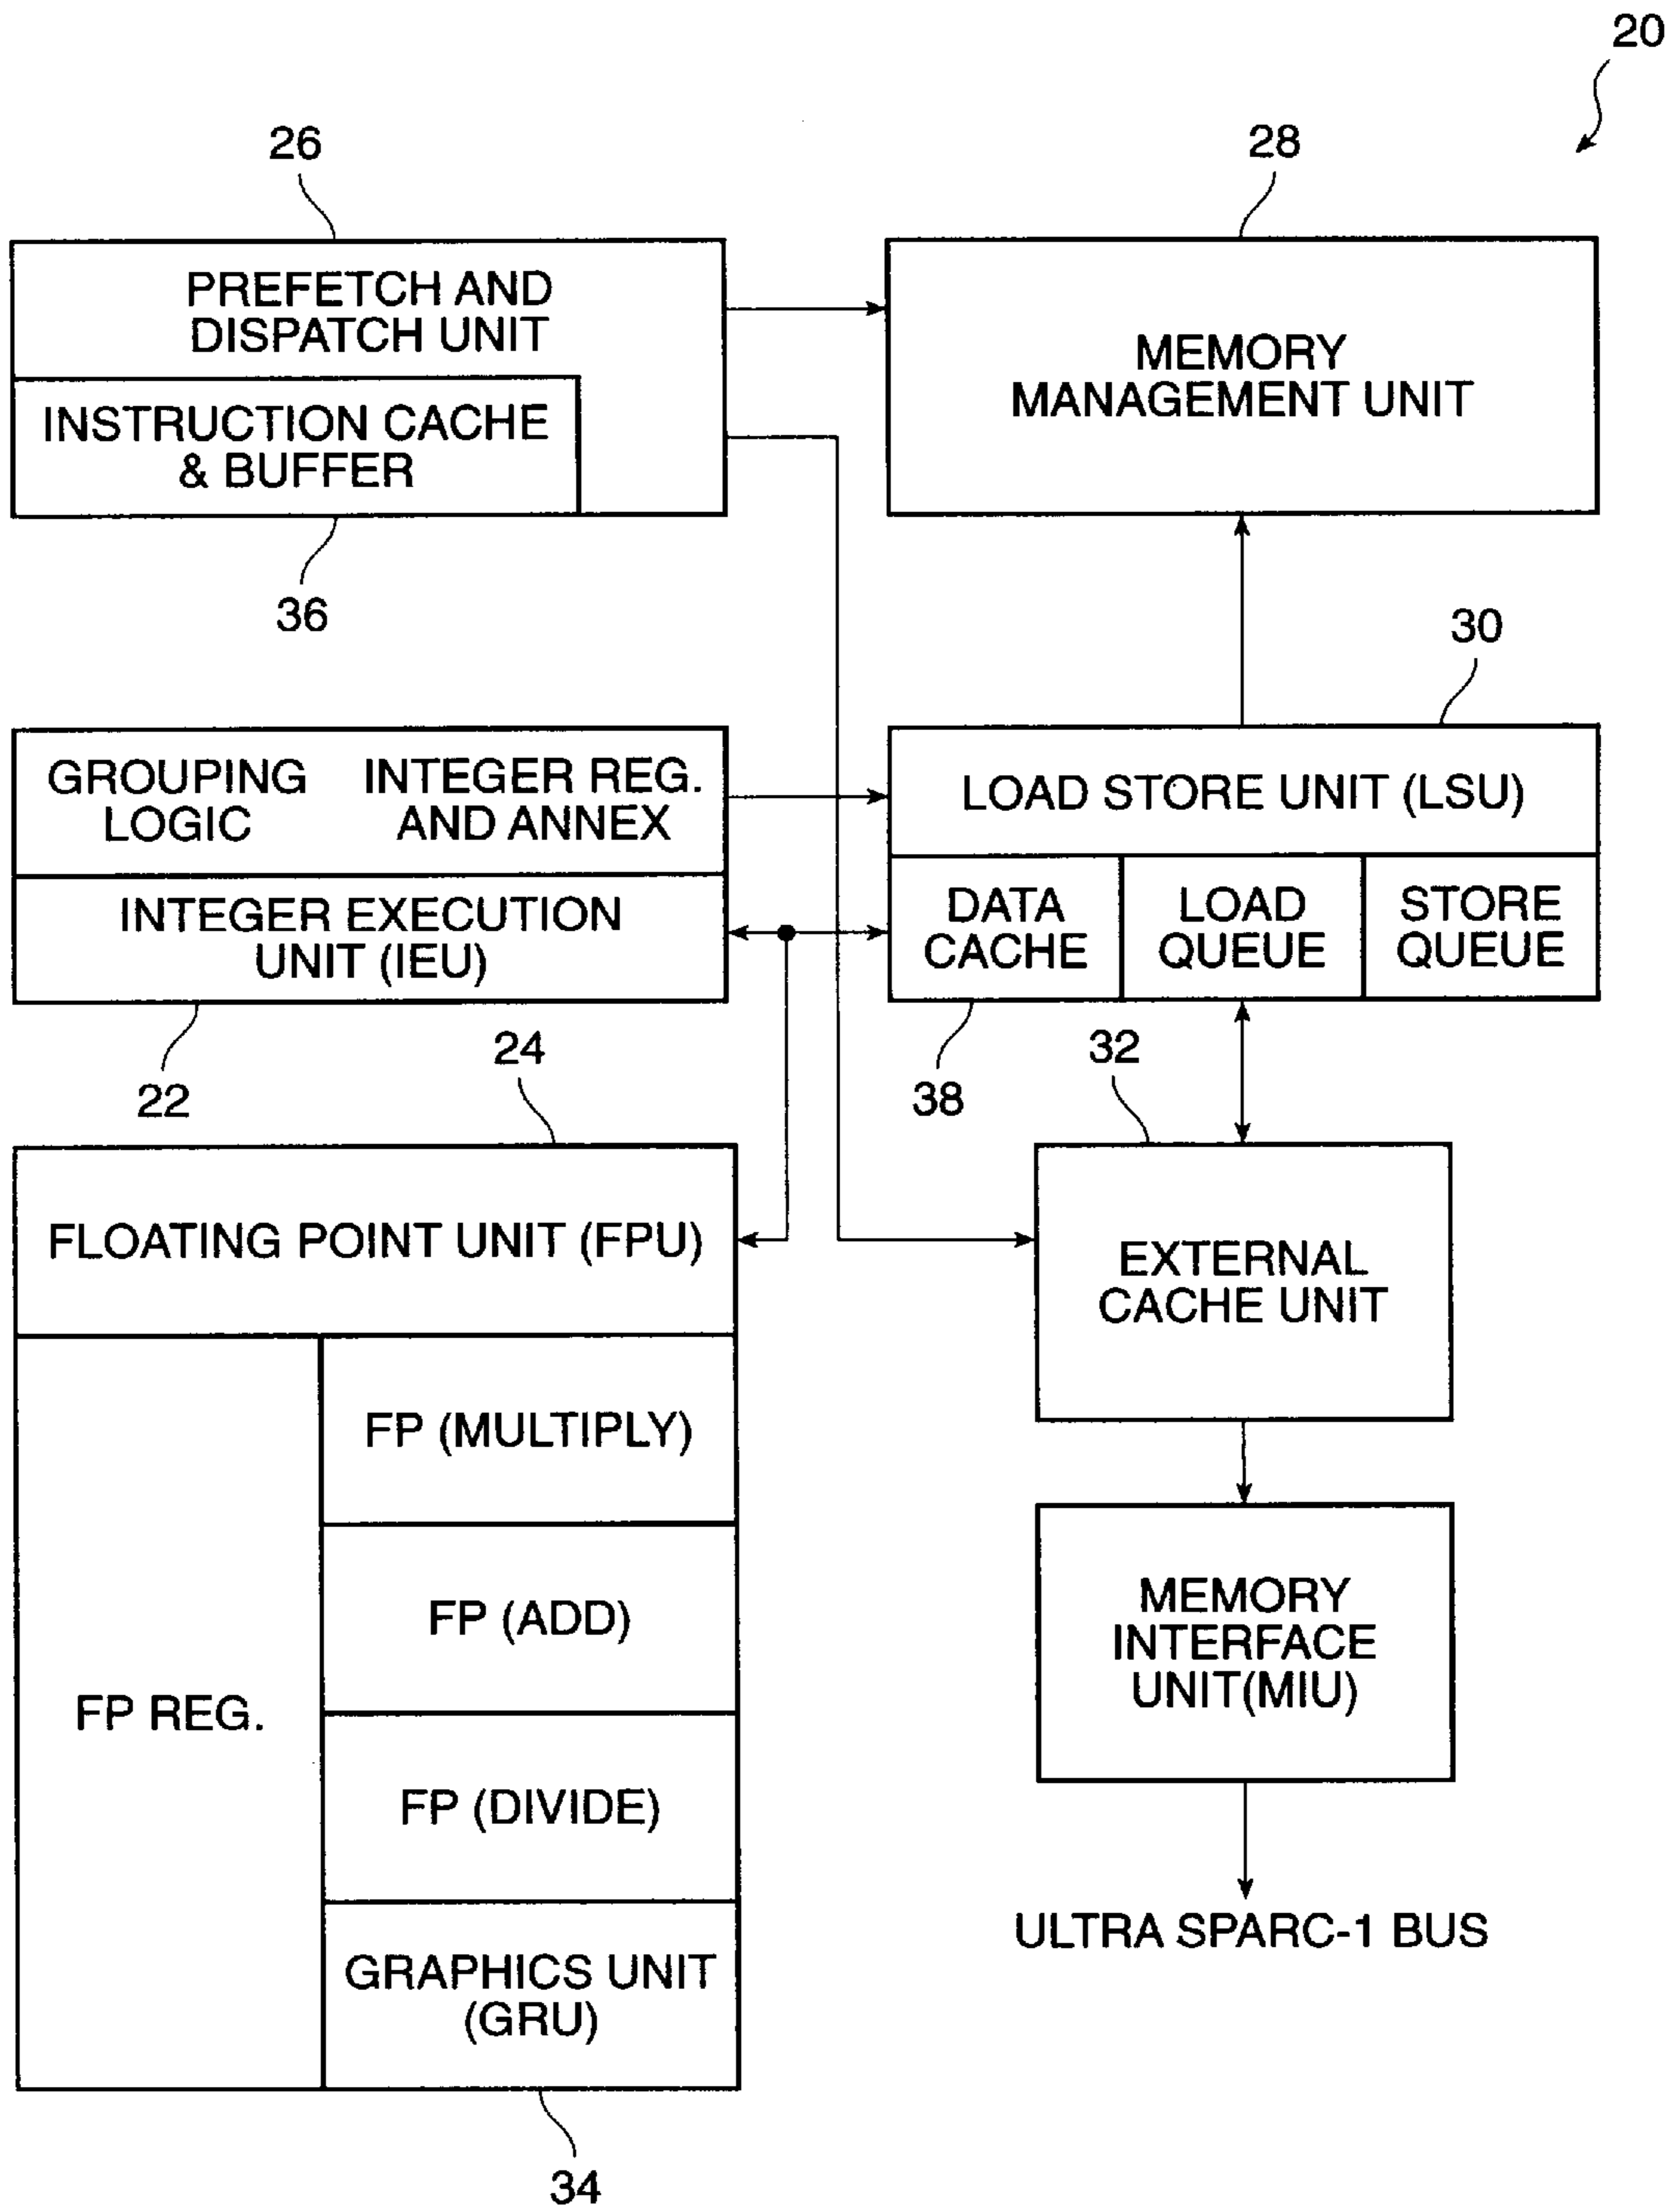 20
26
28
PREFETCH AND
DISPATCH UNIT
INSTRUCTION CACHE
& BUFFER
36
MEMORY
MANAGEMENT UNIT
30
GROUPING
LOGIC
INTEGER REG.
AND ANNEX
INTEGER EXECUTION
UNIT (IEU)
22
LOAD STORE UNIT (LSU)
DATA
CACHE
LOAD
QUEUE
STORE
QUEUE
38
32
24
FLOATING POINT UNIT (FPU)
FP REG.
FP (MULTIPLY)
FP (ADD)
FP (DIVIDE)
GRAPHICS UNIT
(GRU)
34
EXTERNAL
CACHE UNIT
MEMORY
INTERFACE
UNIT(MIU)
ULTRA SPARC-1 BUS